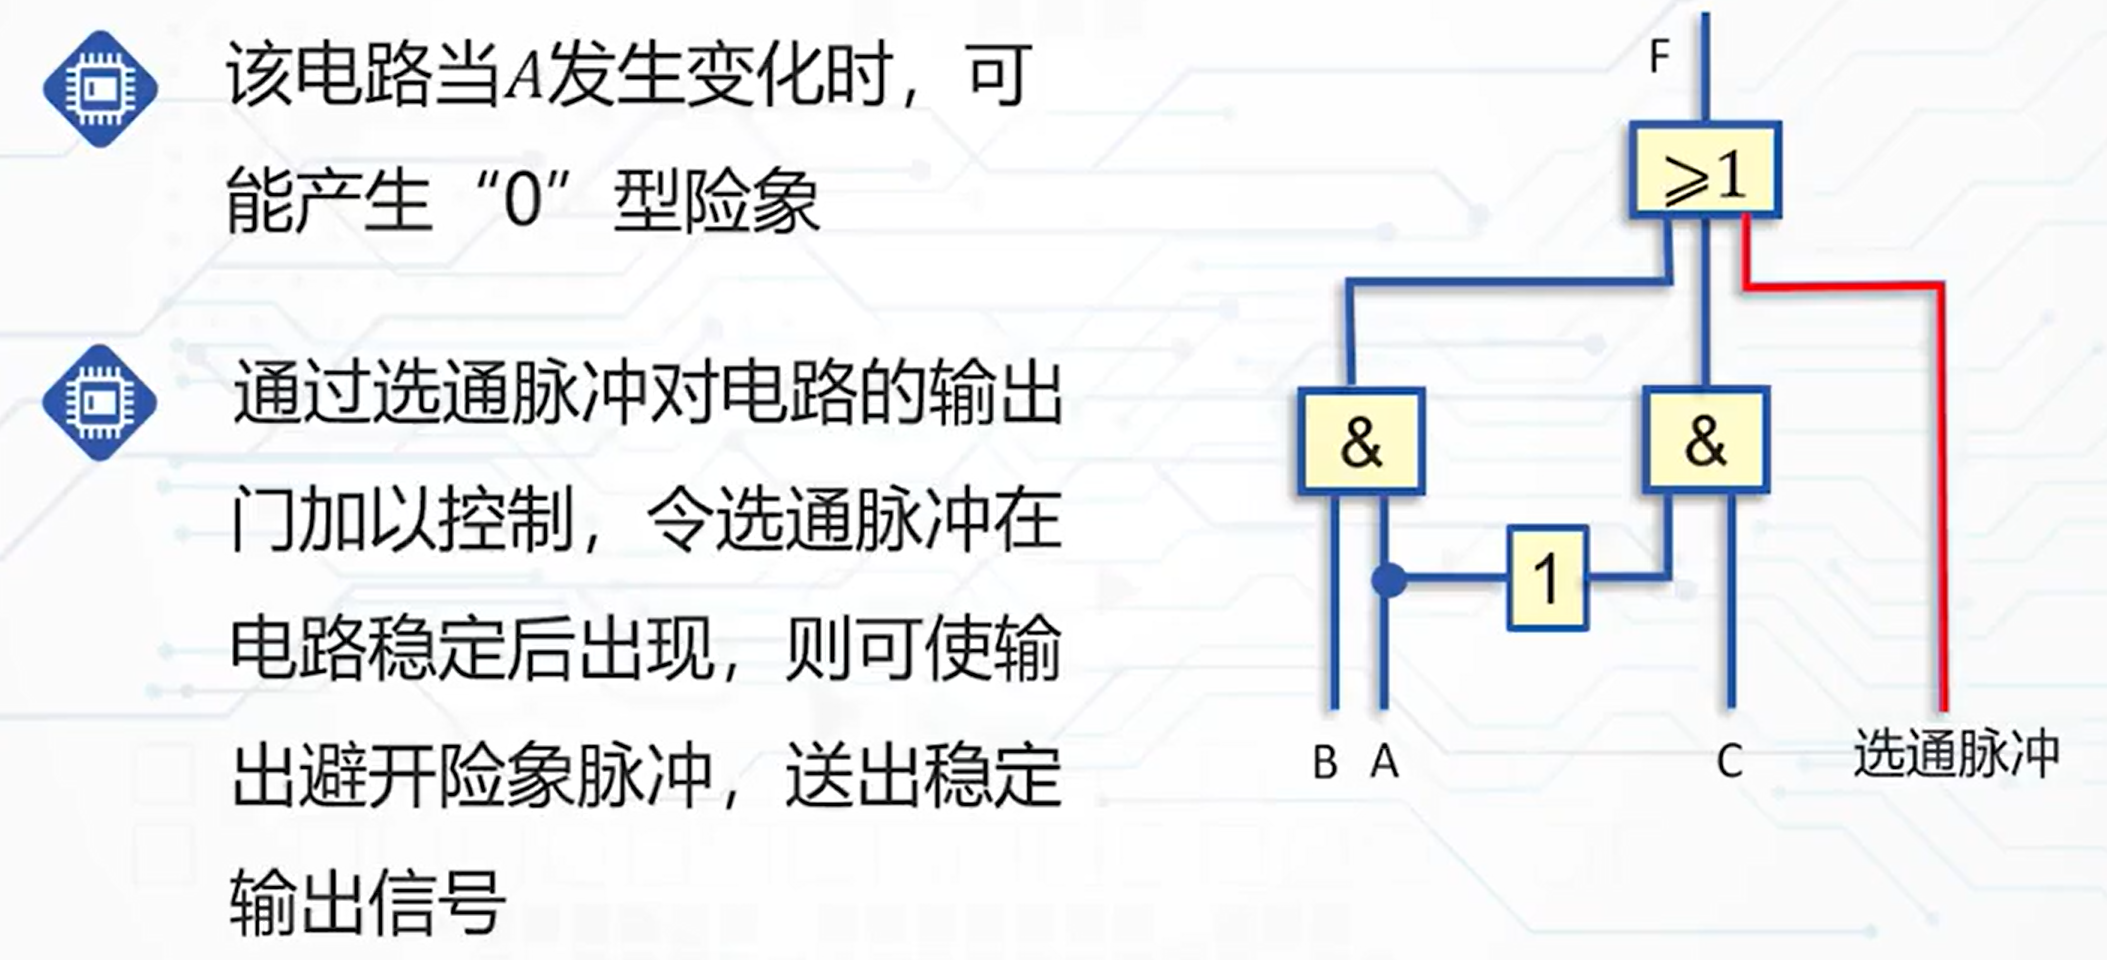 该电路当A发生变化时，可
能产生“0”型险象
通过选通脉冲对电路的输出
门加以控制，令选通脉冲在
电路稳定后出现，则可使输
出避开险象脉冲，送出稳定
输出信号
F
⩾1
&
&
1
B
A
C
选通脉冲